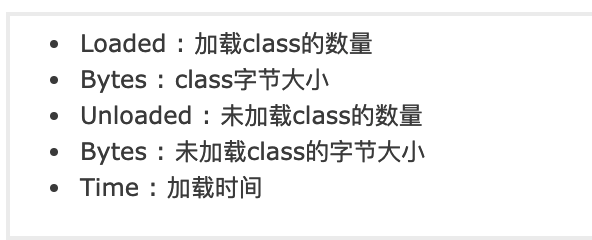 Loaded : 加载class的数量
Bytes : class字节大小
Unloaded : 未加载class的数量
Bytes : 未加载class的字节大小
Time : 加载时间